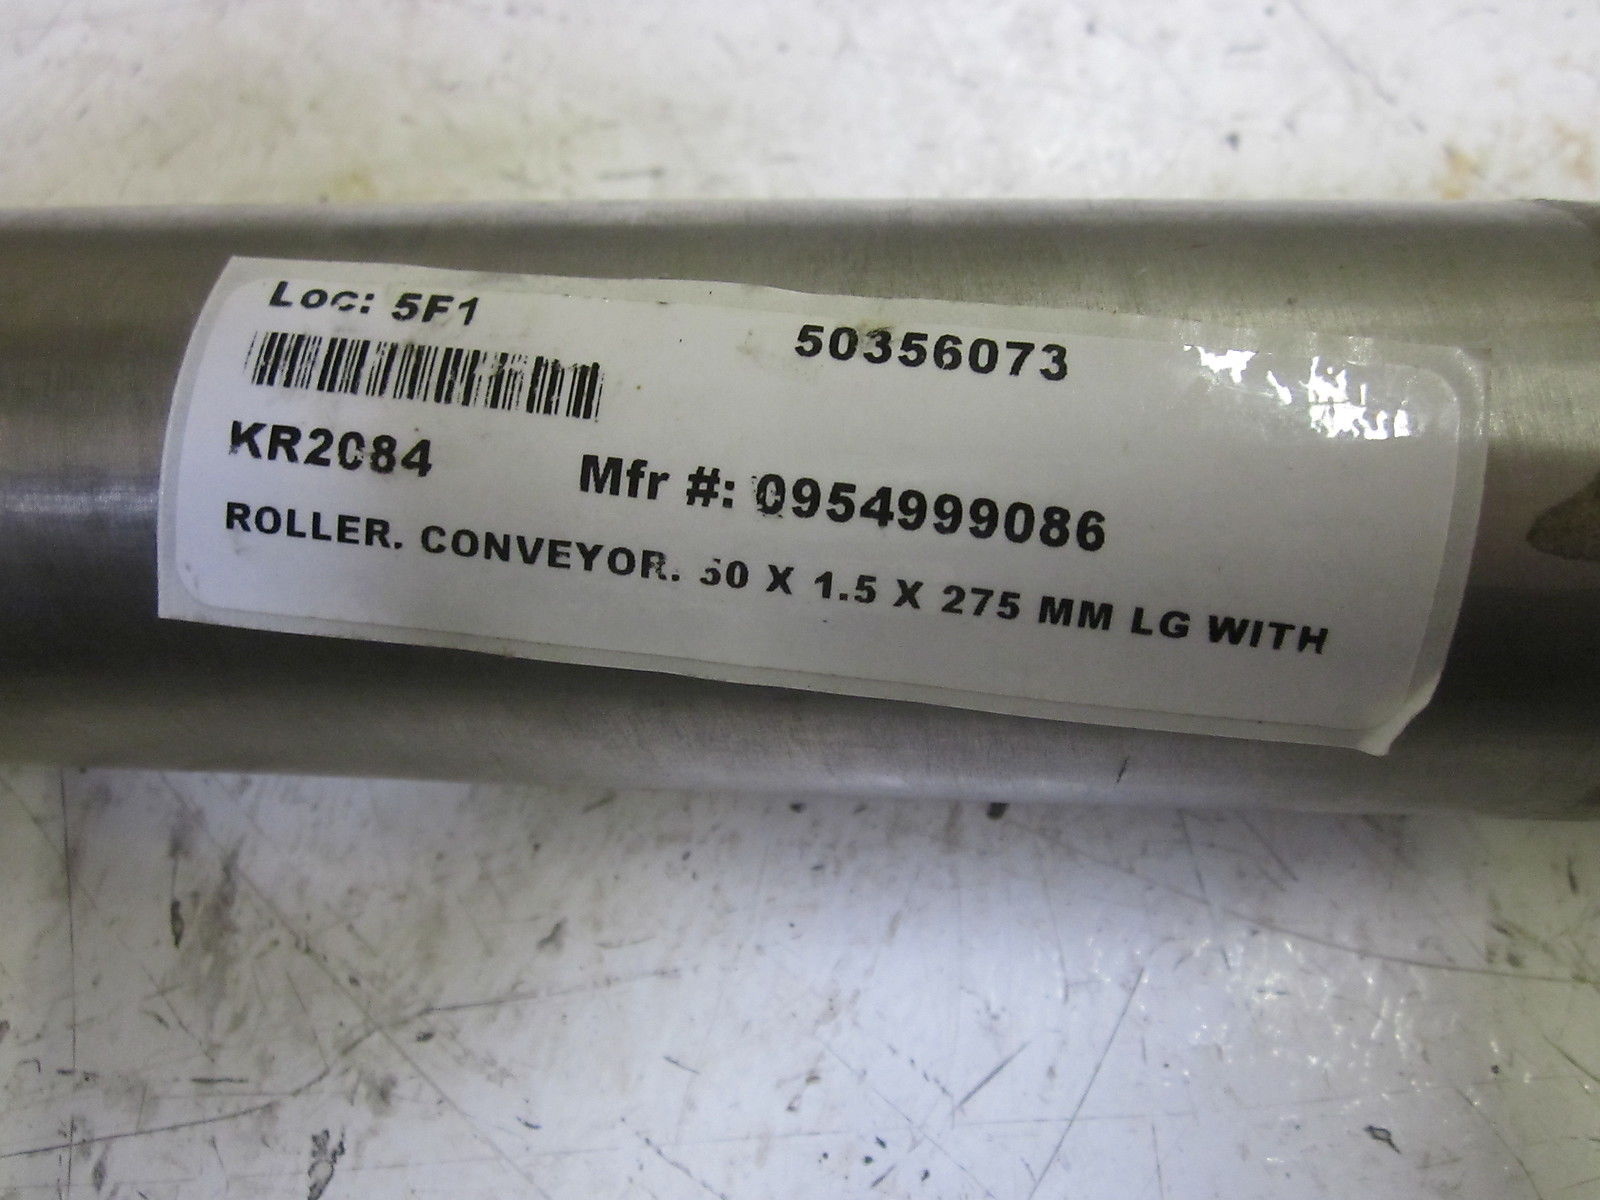 Loc: 5F1
50356073
KR2084
Mfr #: 0954999086
ROLLER. CONVEYOR. 50 X 1.5 X 275 MM LG WITH